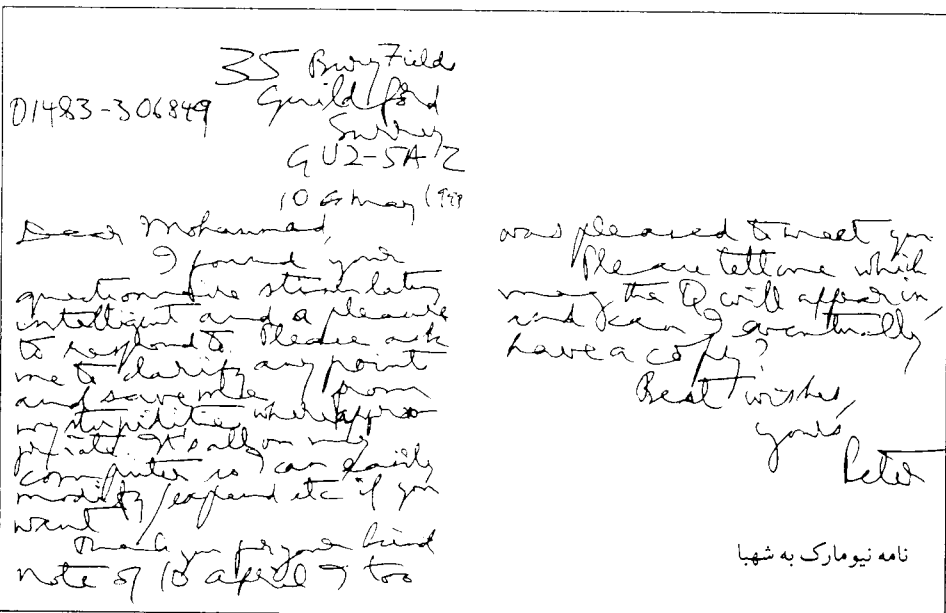 35 Bury Fields
01483-306849 Guildford
Surrey
GU2-5AZ
10 May
Dear Mohammad,
I found your
questionnaire stimulating
intelligent and a pleasure
to respond to. Please ask
me to clarify any point
and save me from
my stupidities where appro
priate. It's all on my
computer so I can easily
modify/expand etc if you
want
Thank you for your kind
note of 10 april I too
was pleased to meet you
Please tell me which
mag the Q will appear in,
and can I eventually
have a copy?
Best wishes,
yours,
Peter
نامه نیومارک به شهبا